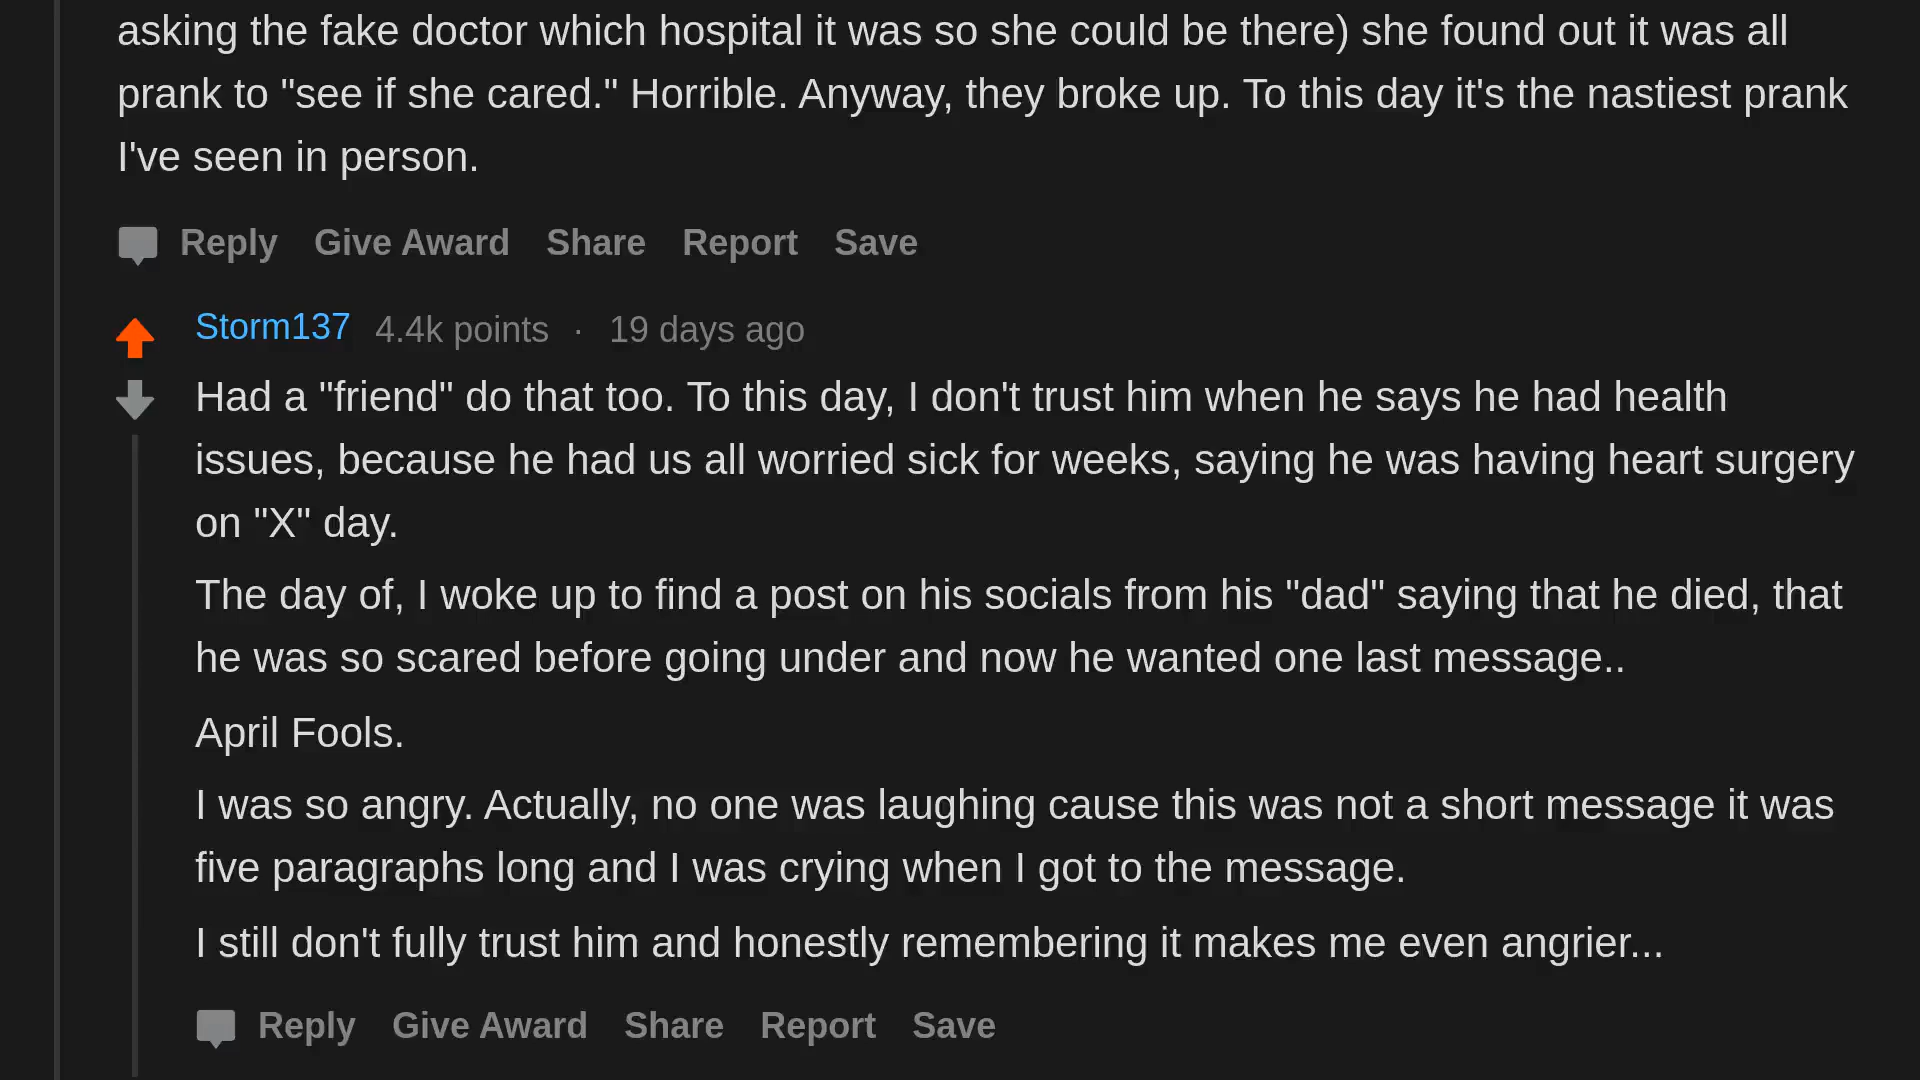 asking the fake doctor which hospital it was so she could be there) she found out it was all
prank to "see if she cared." Horrible. Anyway, they broke up. To this day it's the nastiest prank
I've seen in person.
Reply Give Award Share Report Save
Storm137 4.4k points · 19 days ago
Had a "friend" do that too. To this day, I don't trust him when he says he had health
issues, because he had us all worried sick for weeks, saying he was having heart surgery
on "X" day.
The day of, I woke up to find a post on his socials from his "dad" saying that he died, that
he was so scared before going under and now he wanted one last message..
April Fools.
I was so angry. Actually, no one was laughing cause this was not a short message it was
five paragraphs long and I was crying when I got to the message.
I still don't fully trust him and honestly remembering it makes me even angrier...
Reply Give Award Share Report Save